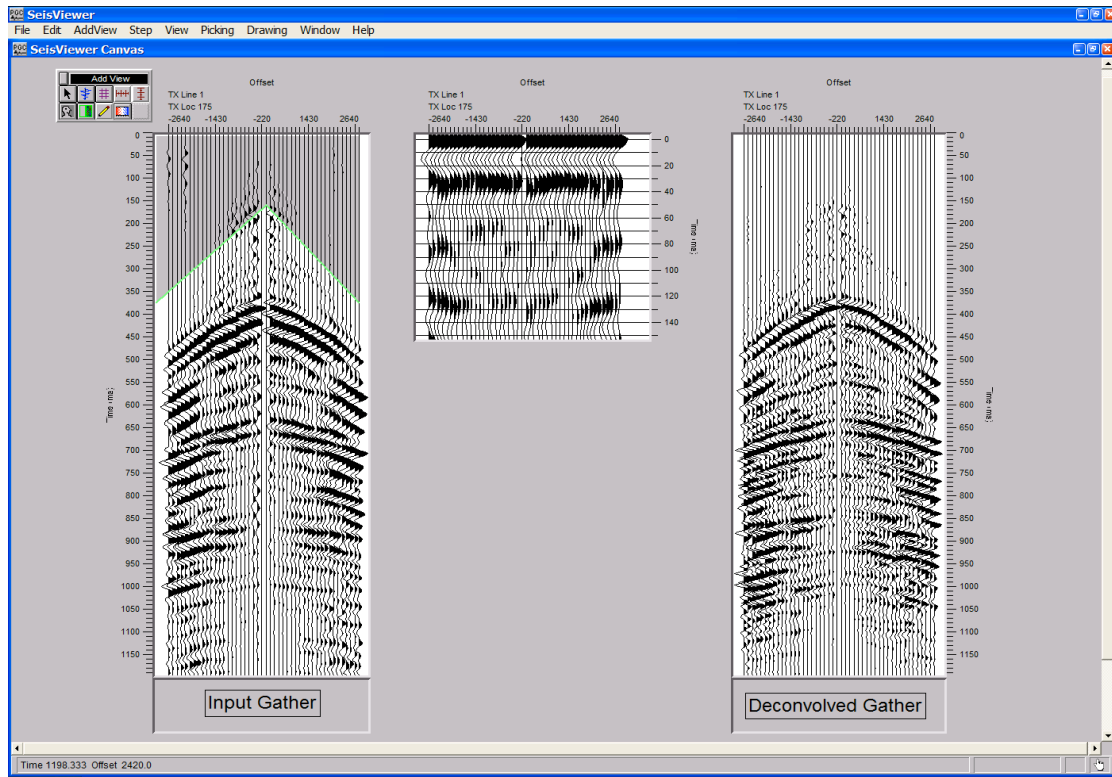 SeisViewer
File Edit AddView Step View Picking Drawing Window Help
SeisViewer Canvas
Add View
Offset
TX Line 1
TX Loc 175
-2640 -1430 -220 1430 2640
0
50
100
150
200
250
300
350
400
450
500
550
600
650
700
750
800
850
900
950
1000
1050
1100
1150
Input Gather
Offset
TX Line 1
TX Loc 175
-2640 -1430 -220 1430 2640
0
20
40
60
80
100
120
140
Offset
TX Line 1
TX Loc 175
-2640 -1430 -220 1430 2640
0
50
100
150
200
250
300
350
400
450
500
550
600
650
700
750
800
850
900
950
1000
1050
1100
1150
Deconvolved Gather
Time 1198.333 Offset 2420.0